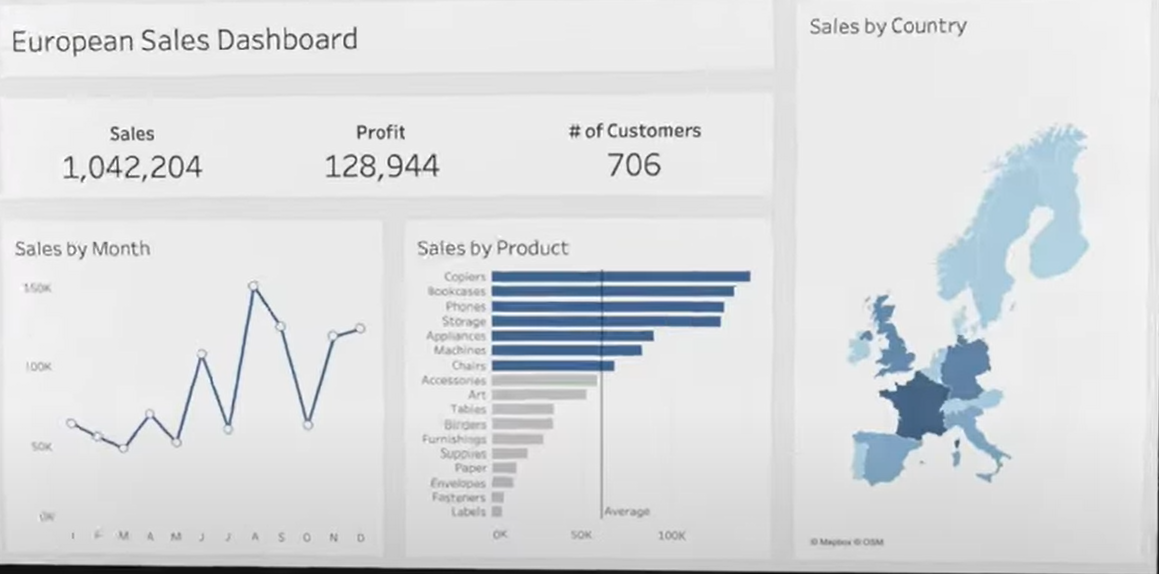 European Sales Dashboard
Sales
1,042,204
Profit
128,944
# of Customers
706
Sales by Month
150K
100K
50K
0K
J F M A M J J A S O N D
Sales by Product
Copiers
Bookcases
Phones
Storage
Appliances
Machines
Chairs
Accessories
Art
Tables
Binders
Furnishings
Supplies
Paper
Envelopes
Fasteners
Labels
Average
0K 50K 100K
Sales by Country
© Mapbox © OSM